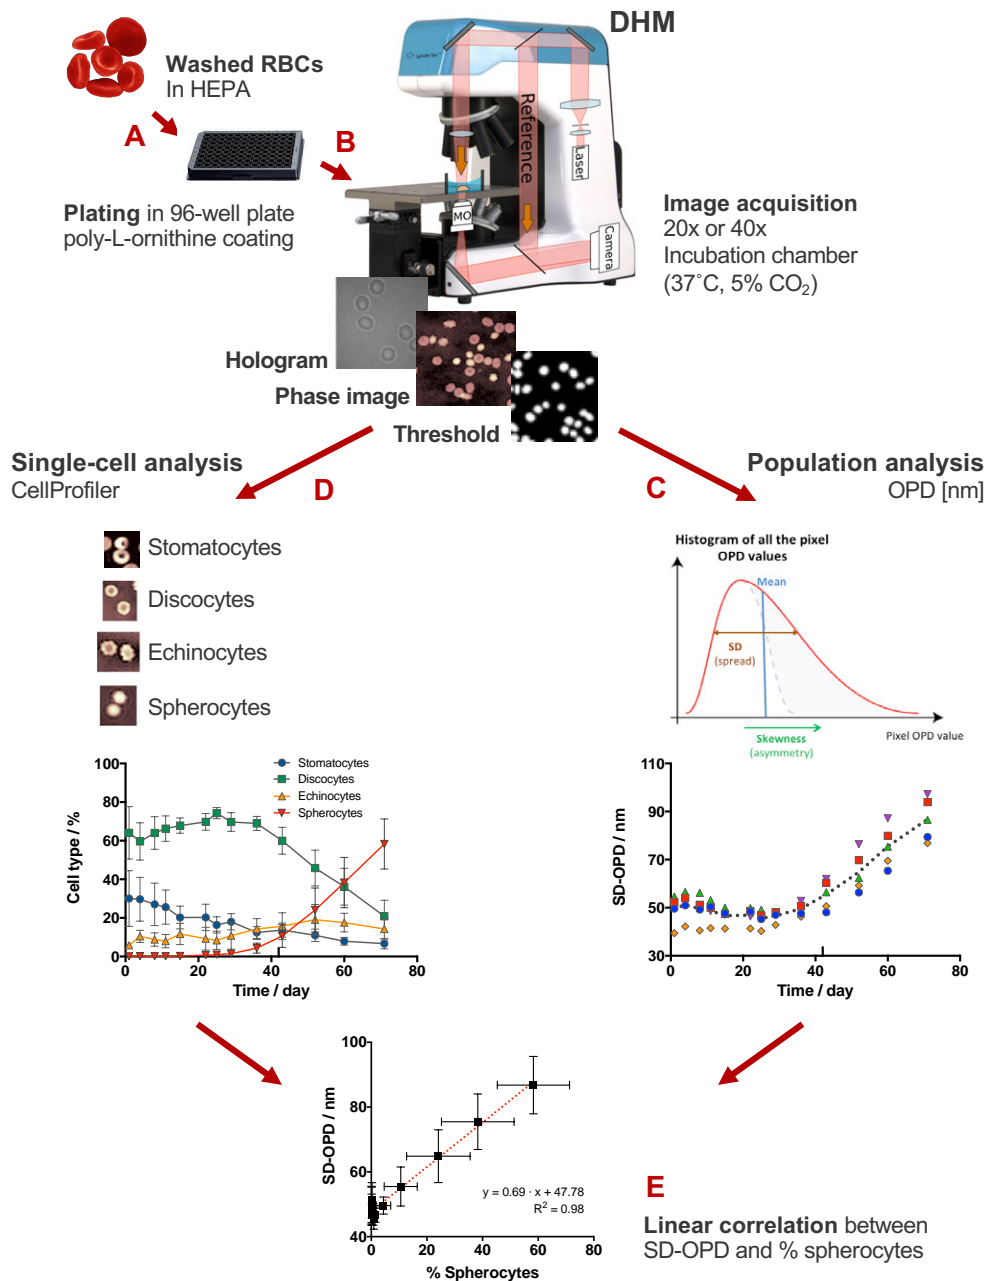 DHM
Washed RBCs
In HEPA
A
B
Plating in 96-well plate
poly-L-ornithine coating
Reference
Laser
MO
Camera
Image acquisition
20x or 40x
Incubation chamber
(37˚C, 5% CO₂)
Hologram
Phase image
Threshold
Single-cell analysis
CellProfiler
D
C
Population analysis
OPD [nm]
Stomatocytes
Discocytes
Echinocytes
Spherocytes
Histogram of all the pixel
OPD values
Mean
SD
(spread)
Skewness
(asymmetry)
Pixel OPD value
Cell type / %
100
80
60
40
20
0
0 20 40 60 80
Time / day
Stomatocytes
Discocytes
Echinocytes
Spherocytes
SD-OPD / nm
110
90
70
50
30
0 20 40 60 80
Time / day
SD-OPD / nm
100
80
60
40
0 20 40 60 80
% Spherocytes
y = 0.69 · x + 47.78
R² = 0.98
E
Linear correlation between
SD-OPD and % spherocytes